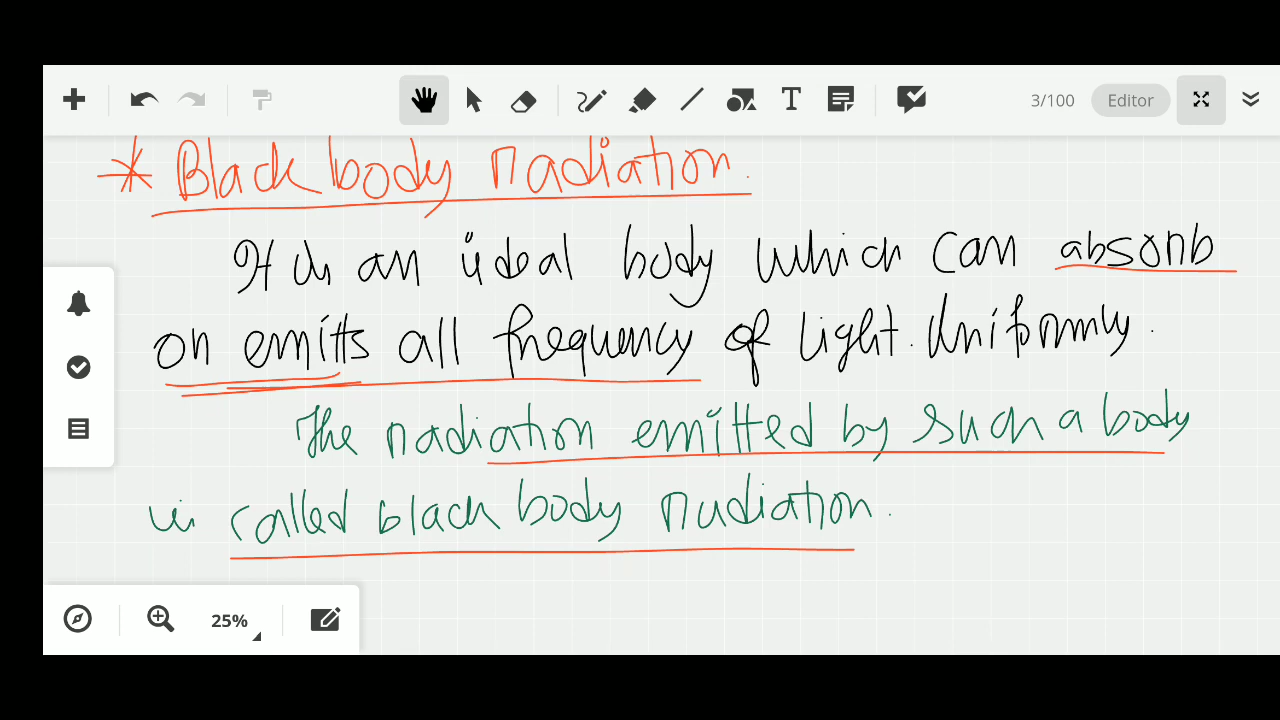 3/100 Editor
* Black body radiation.
It is an ideal body which can absorb
or emitts all frequency of light uniformly.
The radiation emitted by such a body
is called black body radiation.
25%